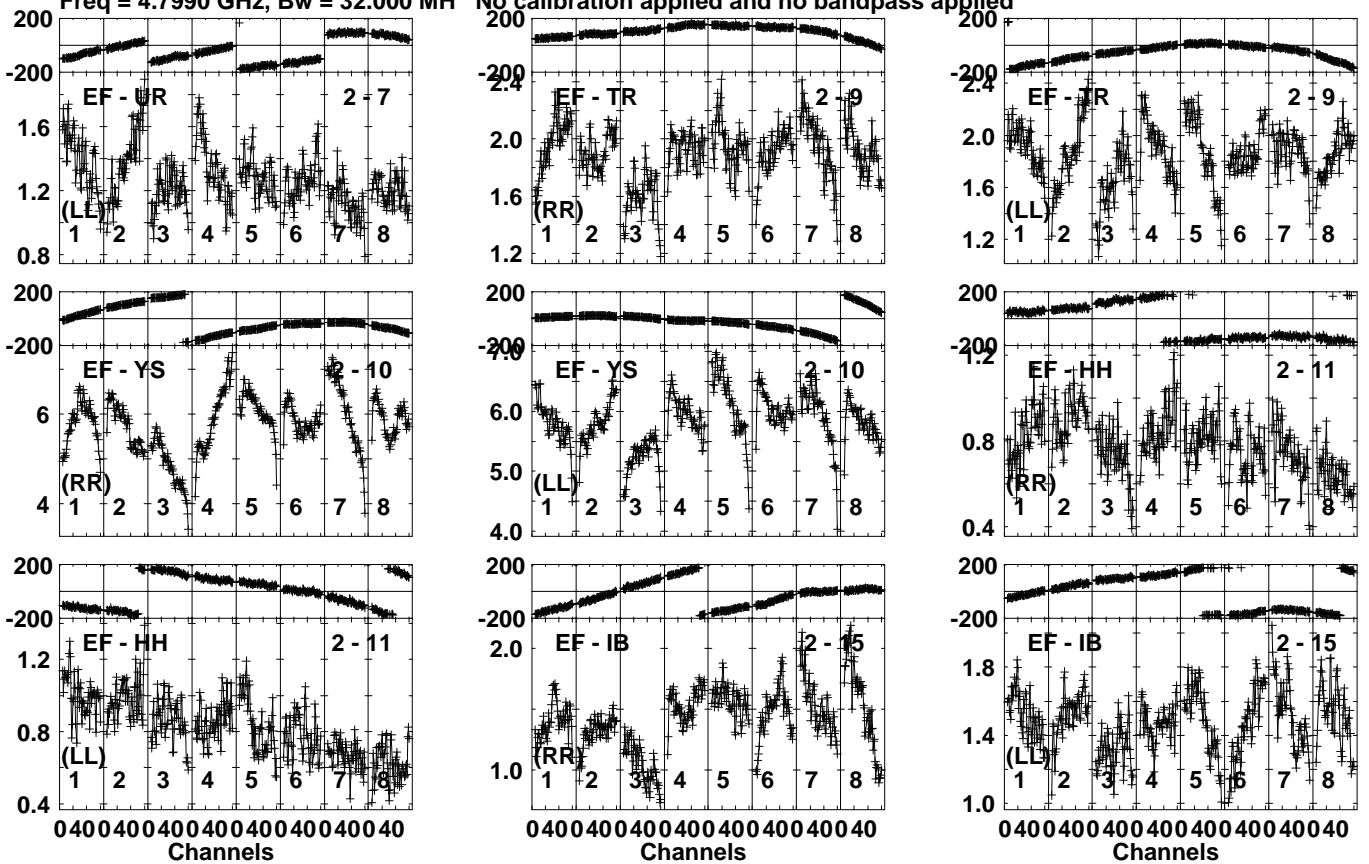 Freq = 4.7990 GHz, Bw = 32.000 MH No calibration applied and no bandpass applied
200
-200
EF - UR 2 - 7
1.6
1.2
0.8
(LL)
1 2 3 4 5 6 7 8
200
-200
2.4
EF - TR 2 - 9
2.0
1.6
1.2
(RR)
1 2 3 4 5 6 7 8
200
-200
2.4
EF - TR 2 - 9
2.0
1.6
1.2
(LL)
1 2 3 4 5 6 7 8
200
-200
EF - YS 2 - 10
6
4
(RR)
1 2 3 4 5 6 7 8
200
-200
7.0
EF - YS 2 - 10
6.0
5.0
4.0
(LL)
1 2 3 4 5 6 7 8
200
-200
1.2
EF - HH 2 - 11
0.8
0.4
(RR)
1 2 3 4 5 6 7 8
200
-200
EF - HH 2 - 11
1.2
0.8
0.4
(LL)
1 2 3 4 5 6 7 8
0 40 0 40 0 40 0 40 0 40 0 40 0 40 0 40
Channels
200
-200
EF - IB 2 - 15
2.0
1.0
(RR)
1 2 3 4 5 6 7 8
0 40 0 40 0 40 0 40 0 40 0 40 0 40 0 40
Channels
200
-200
EF - IB 2 - 15
1.8
1.4
1.0
(LL)
1 2 3 4 5 6 7 8
0 40 0 40 0 40 0 40 0 40 0 40 0 40 0 40
Channels